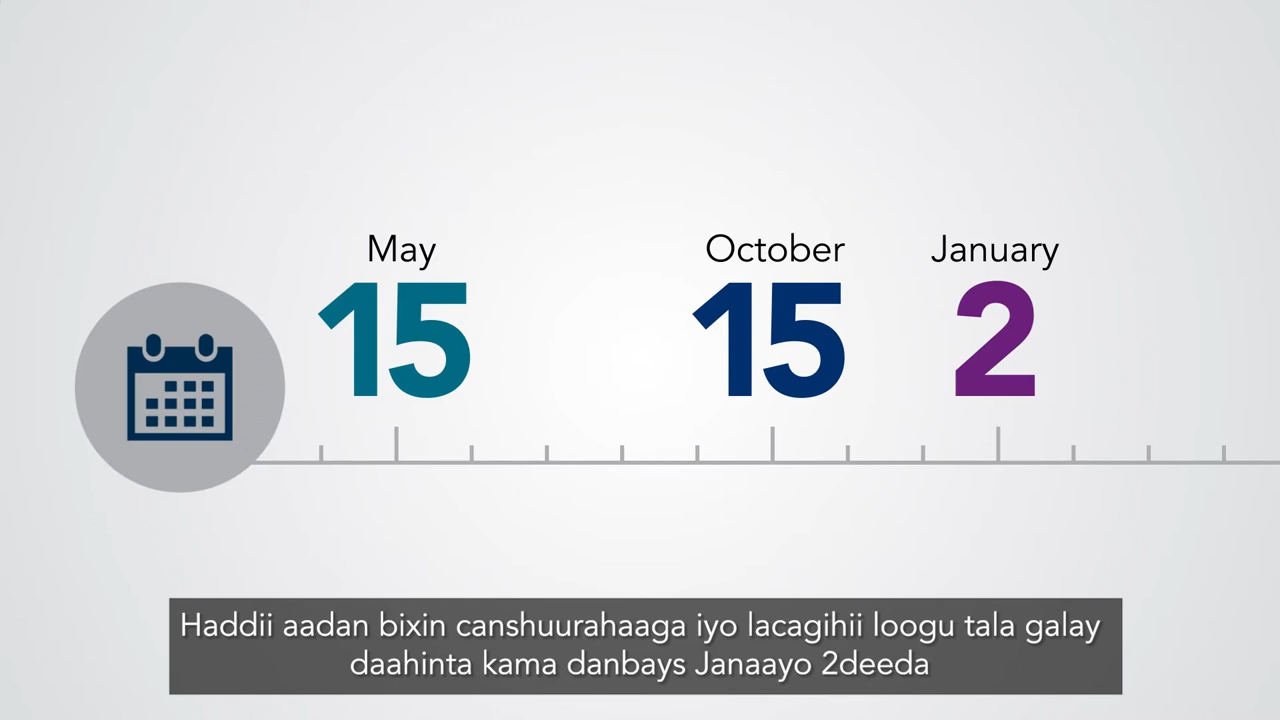 May
15
October
15
January
2
Haddii aadan bixin canshuurahaaga iyo lacagihii loogu tala galay
daahinta kama danbays Janaayo 2deeda